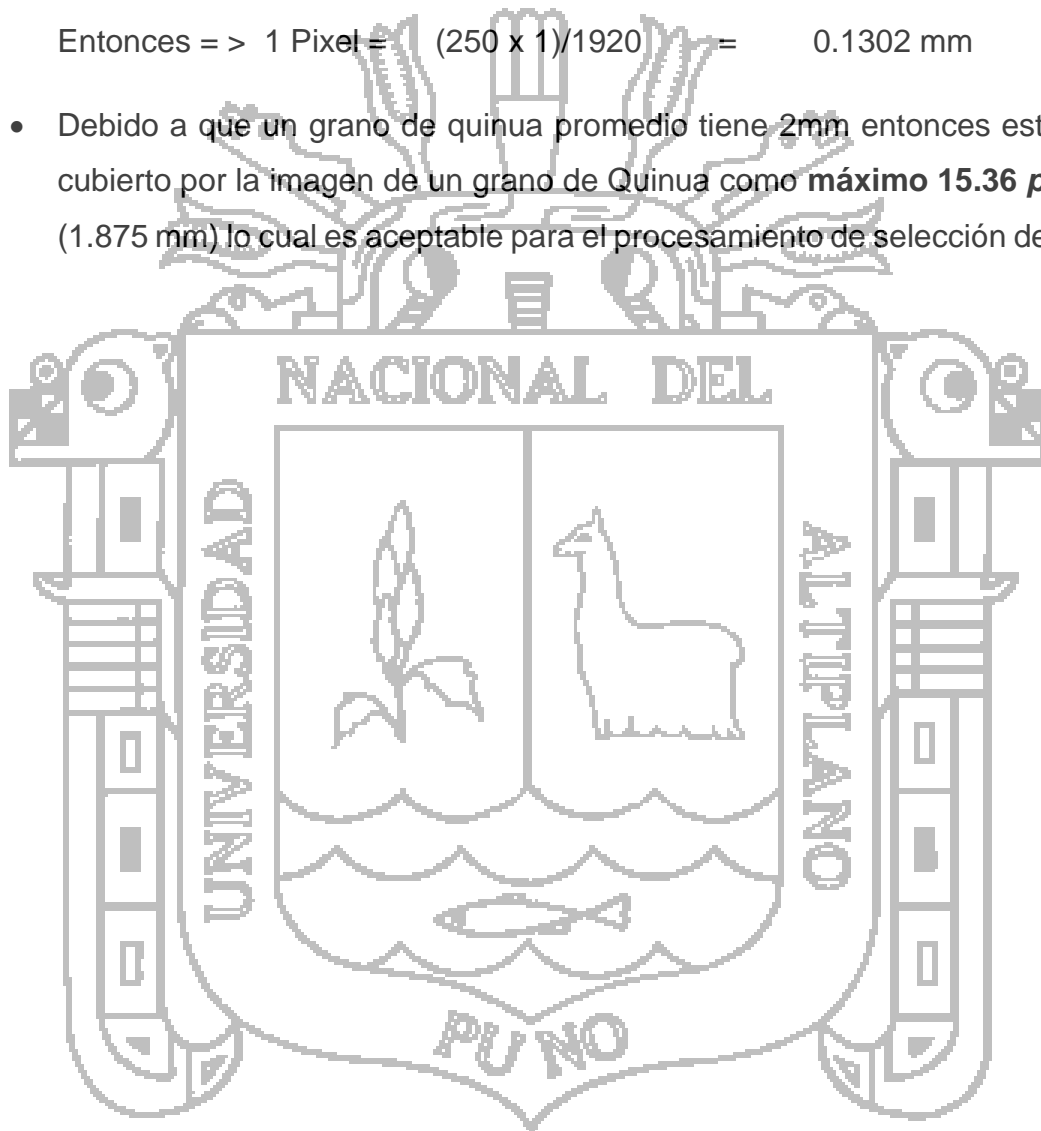 Entonces = > 1 Pixel = (250 x 1)/1920 = 0.1302 mm
• Debido a que un grano de quinua promedio tiene 2mm entonces est
cubierto por la imagen de un grano de Quinua como máximo 15.36 p
(1.875 mm) lo cual es aceptable para el procesamiento de selección de
NACIONAL DEL
UNIVERSIDAD
ALTIPLANO
PUNO